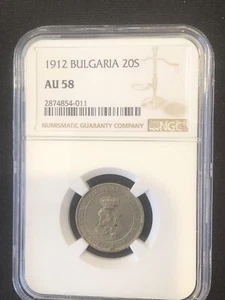 1912 BULGARIA 20S
AU 58
2874854-011
NUMISMATIC GUARANTY COMPANY
NGC